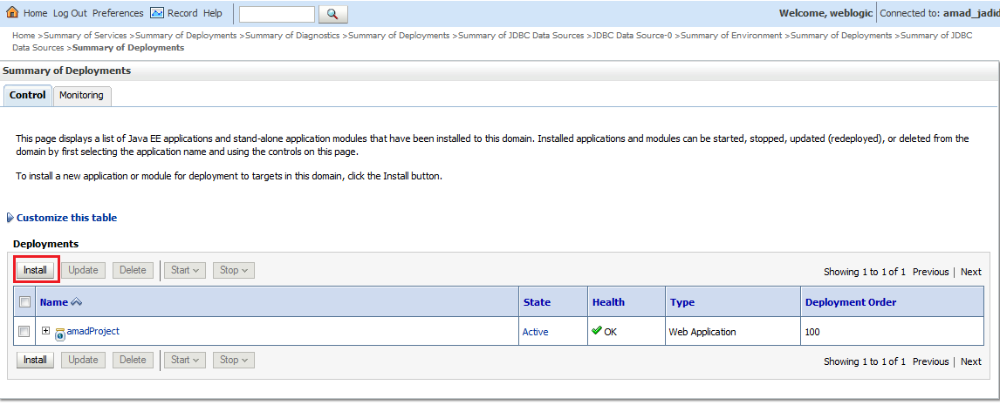 Home Log Out Preferences Record Help Welcome, weblogic Connected to: amad_jadid
Home >Summary of Services >Summary of Deployments >Summary of Diagnostics >Summary of Deployments >Summary of JDBC Data Sources >JDBC Data Source-0 >Summary of Environment >Summary of Deployments >Summary of JDBC
Data Sources >Summary of Deployments
Summary of Deployments
Control Monitoring
This page displays a list of Java EE applications and stand-alone application modules that have been installed to this domain. Installed applications and modules can be started, stopped, updated (redeployed), or deleted from the
domain by first selecting the application name and using the controls on this page.
To install a new application or module for deployment to targets in this domain, click the Install button.
Customize this table
Deployments
Install Update Delete Start Stop Showing 1 to 1 of 1 Previous | Next
Name State Health Type Deployment Order
amadProject Active OK Web Application 100
Install Update Delete Start Stop Showing 1 to 1 of 1 Previous | Next